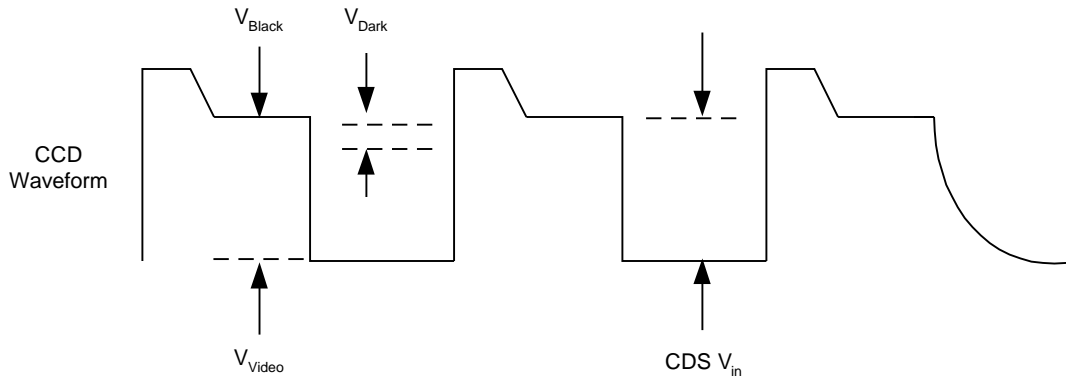 V_Black
V_Dark
CCD
Waveform
V_Video
CDS V_in